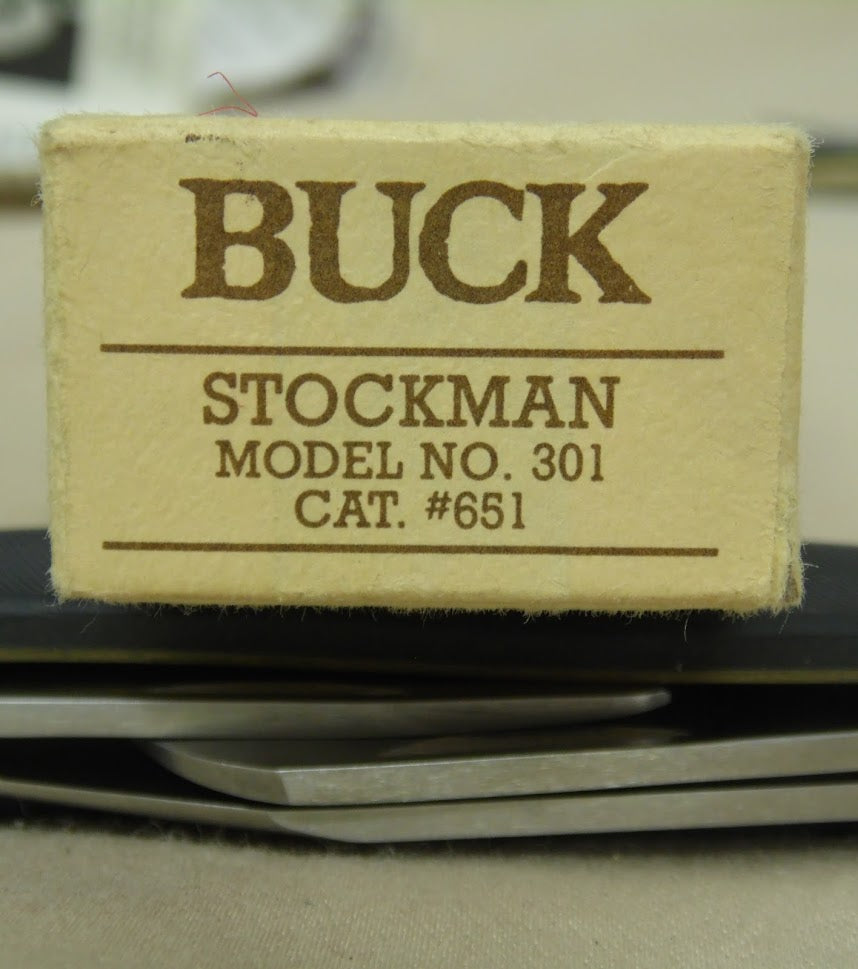 BUCK
STOCKMAN
MODEL NO. 301
CAT. #651